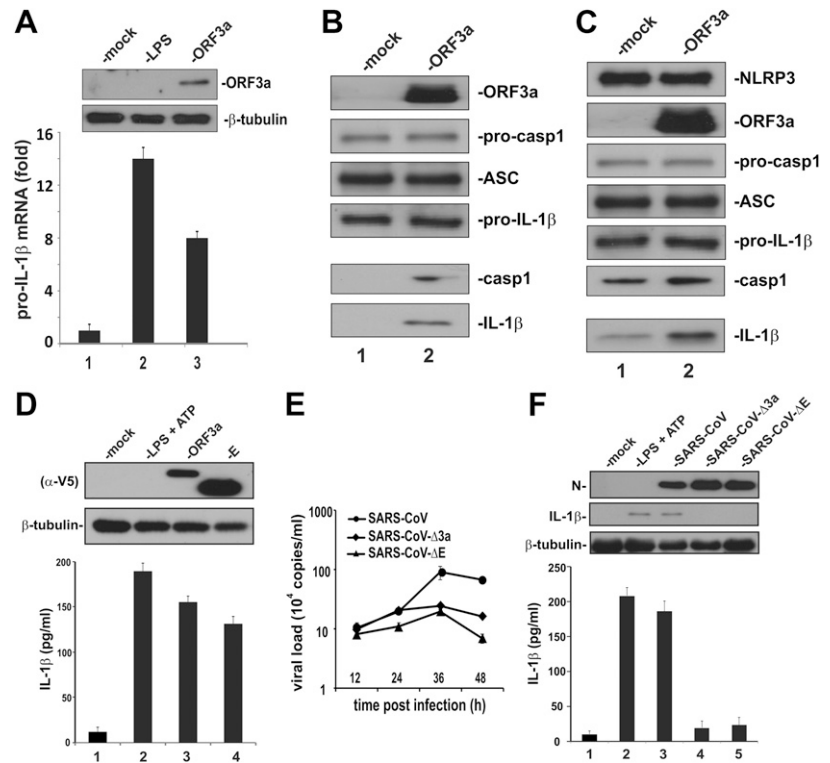 A
-mock
-LPS
-ORF3a
-ORF3a
-β-tubulin
pro-IL-1β mRNA (fold)
16
12
8
4
0
1 2 3
B
-mock
-ORF3a
-ORF3a
-pro-casp1
-ASC
-pro-IL-1β
-casp1
-IL-1β
1 2
C
-mock
-ORF3a
-NLRP3
-ORF3a
-pro-casp1
-ASC
-pro-IL-1β
-casp1
-IL-1β
1 2
D
-mock
-LPS + ATP
-ORF3a
-E
(α-V5)
β-tubulin-
IL-1β (pg/ml)
200
150
100
50
0
1 2 3 4
E
SARS-CoV
SARS-CoV-Δ3a
SARS-CoV-ΔE
viral load (10⁴ copies/ml)
1000
100
10
1
12 24 36 48
time post infection (h)
F
-mock
-LPS + ATP
-SARS-CoV
-SARS-CoV-Δ3a
-SARS-CoV-ΔE
N-
IL-1β-
β-tubulin-
IL-1β (pg/ml)
250
200
150
100
50
0
1 2 3 4 5